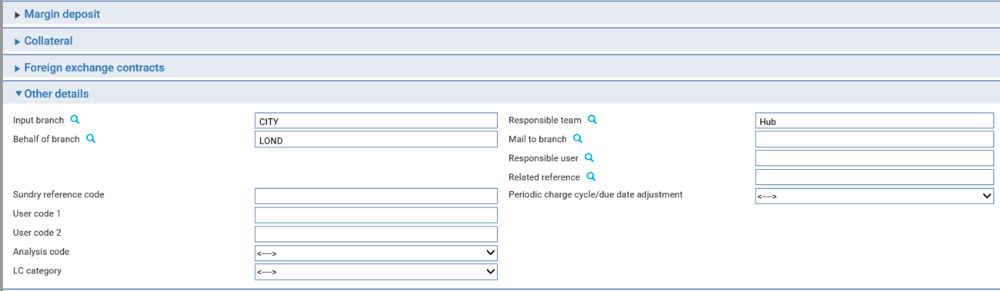 Margin deposit
Collateral
Foreign exchange contracts
Other details
Input branch CITY Responsible team Hub
Behalf of branch LOND Mail to branch
Responsible user
Related reference
Sundry reference code Periodic charge cycle/due date adjustment <---->
User code 1
User code 2
Analysis code <---->
LC category <---->